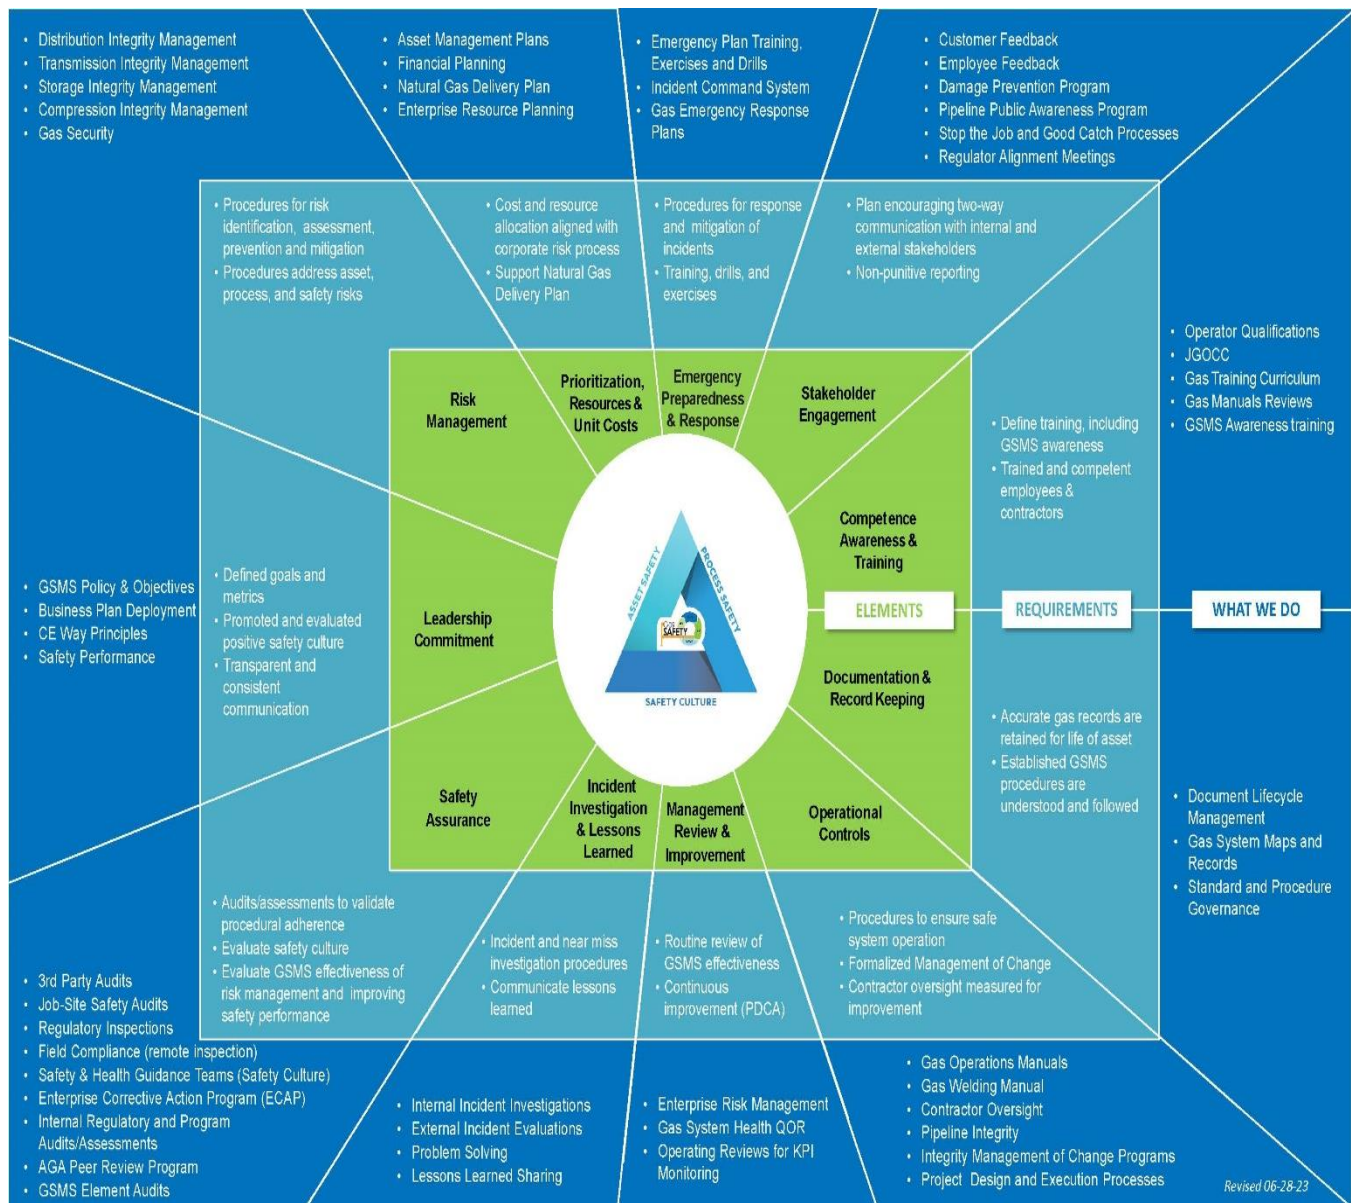 • Distribution Integrity Management
• Transmission Integrity Management
• Storage Integrity Management
• Compression Integrity Management
• Gas Security
• Asset Management Plans
• Financial Planning
• Natural Gas Delivery Plan
• Enterprise Resource Planning
• Emergency Plan Training,
Exercises and Drills
• Incident Command System
• Gas Emergency Response
Plans
• Customer Feedback
• Employee Feedback
• Damage Prevention Program
• Pipeline Public Awareness Program
• Stop the Job and Good Catch Processes
• Regulator Alignment Meetings
• Procedures for risk
identification, assessment,
prevention and mitigation
• Procedures address asset,
process, and safety risks
• Cost and resource
allocation aligned with
corporate risk process
• Support Natural Gas
Delivery Plan
• Procedures for response
and mitigation of
incidents
• Training, drills, and
exercises
• Plan encouraging two-way
communication with internal and
external stakeholders
• Non-punitive reporting
• Operator Qualifications
• JGOCC
• Gas Training Curriculum
• Gas Manuals Reviews
• GSMS Awareness training
Risk
Management
Prioritization,
Resources &
Unit Costs
Emergency
Preparedness
& Response
Stakeholder
Engagement
• Define training, including
GSMS awareness
• Trained and competent
employees &
contractors
Competence
Awareness &
Training
• GSMS Policy & Objectives
• Business Plan Deployment
• CE Way Principles
• Safety Performance
• Defined goals and
metrics
• Promoted and evaluated
positive safety culture
• Transparent and
consistent
communication
Leadership
Commitment
ASSET SAFETY
PROCESS SAFETY
GAS
SAFETY
SAFETY CULTURE
ELEMENTS
REQUIREMENTS
WHAT WE DO
Documentation &
Record Keeping
• Accurate gas records are
retained for life of asset
• Established GSMS
procedures are
understood and followed
• Document Lifecycle
Management
• Gas System Maps and
Records
• Standard and Procedure
Governance
Safety
Assurance
Incident
Investigation
& Lessons
Learned
Management
Review &
Improvement
Operational
Controls
• Audits/assessments to validate
procedural adherence
• Evaluate safety culture
• Evaluate GSMS effectiveness of
risk management and improving
safety performance
• Incident and near miss
investigation procedures
• Communicate lessons
learned
• Routine review of
GSMS effectiveness
• Continuous
improvement (PDCA)
• Procedures to ensure safe
system operation
• Formalized Management of Change
• Contractor oversight measured for
improvement
• 3rd Party Audits
• Job-Site Safety Audits
• Regulatory Inspections
• Field Compliance (remote inspection)
• Safety & Health Guidance Teams (Safety Culture)
• Enterprise Corrective Action Program (ECAP)
• Internal Regulatory and Program
Audits/Assessments
• AGA Peer Review Program
• GSMS Element Audits
• Internal Incident Investigations
• External Incident Evaluations
• Problem Solving
• Lessons Learned Sharing
• Enterprise Risk Management
• Gas System Health QOR
• Operating Reviews for KPI
Monitoring
• Gas Operations Manuals
• Gas Welding Manual
• Contractor Oversight
• Pipeline Integrity
• Integrity Management of Change Programs
• Project Design and Execution Processes
Revised 06-28-23